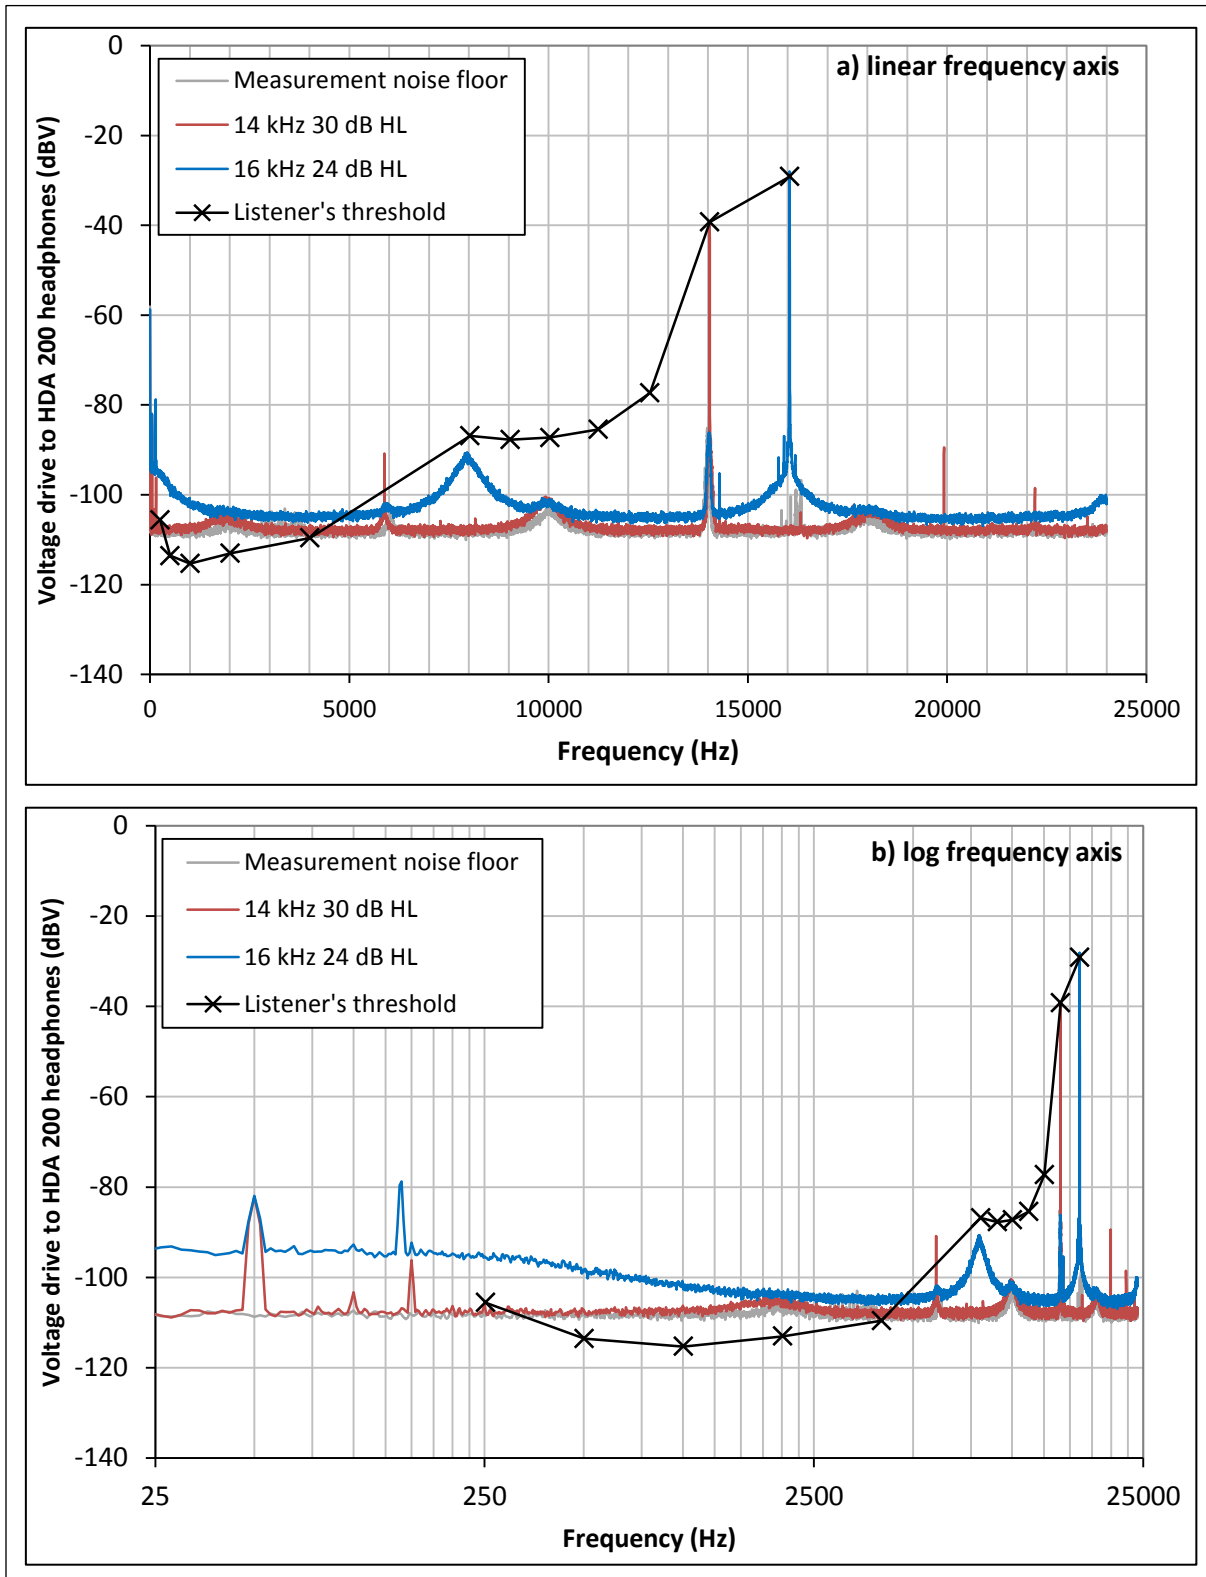 a) linear frequency axis
Measurement noise floor
14 kHz 30 dB HL
16 kHz 24 dB HL
Listener's threshold
Voltage drive to HDA 200 headphones (dBV)
0
-20
-40
-60
-80
-100
-120
-140
0 5000 10000 15000 20000 25000
Frequency (Hz)
b) log frequency axis
Measurement noise floor
14 kHz 30 dB HL
16 kHz 24 dB HL
Listener's threshold
Voltage drive to HDA 200 headphones (dBV)
0
-20
-40
-60
-80
-100
-120
-140
25 250 2500 25000
Frequency (Hz)